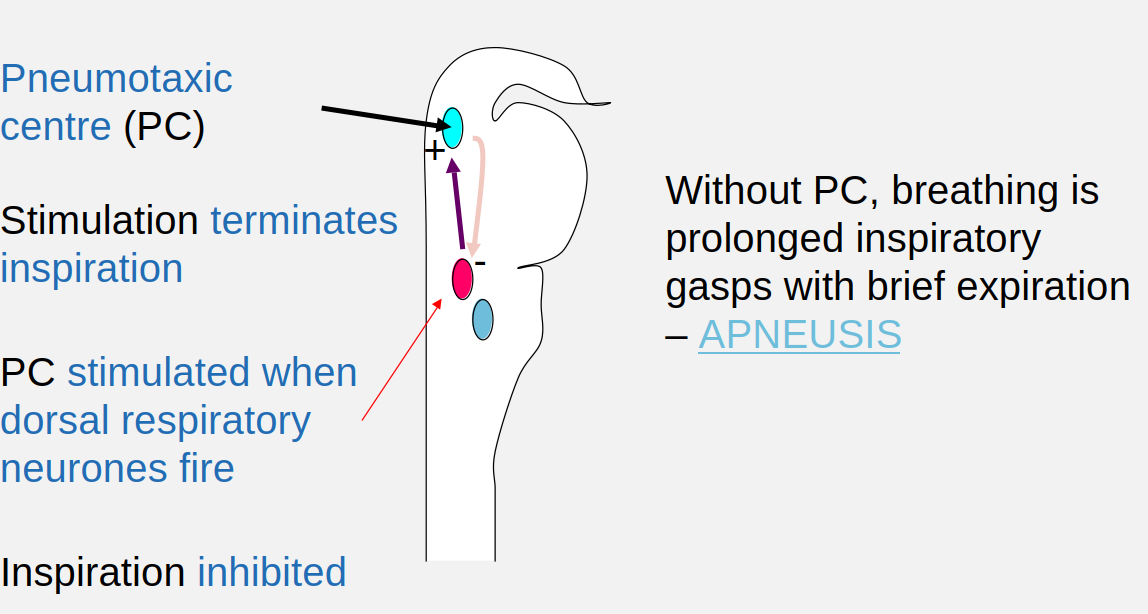 Pneumotaxic
centre (PC)
+
Stimulation terminates
inspiration
-
PC stimulated when
dorsal respiratory
neurones fire
Inspiration inhibited
Without PC, breathing is
prolonged inspiratory
gasps with brief expiration
– APNEUSIS